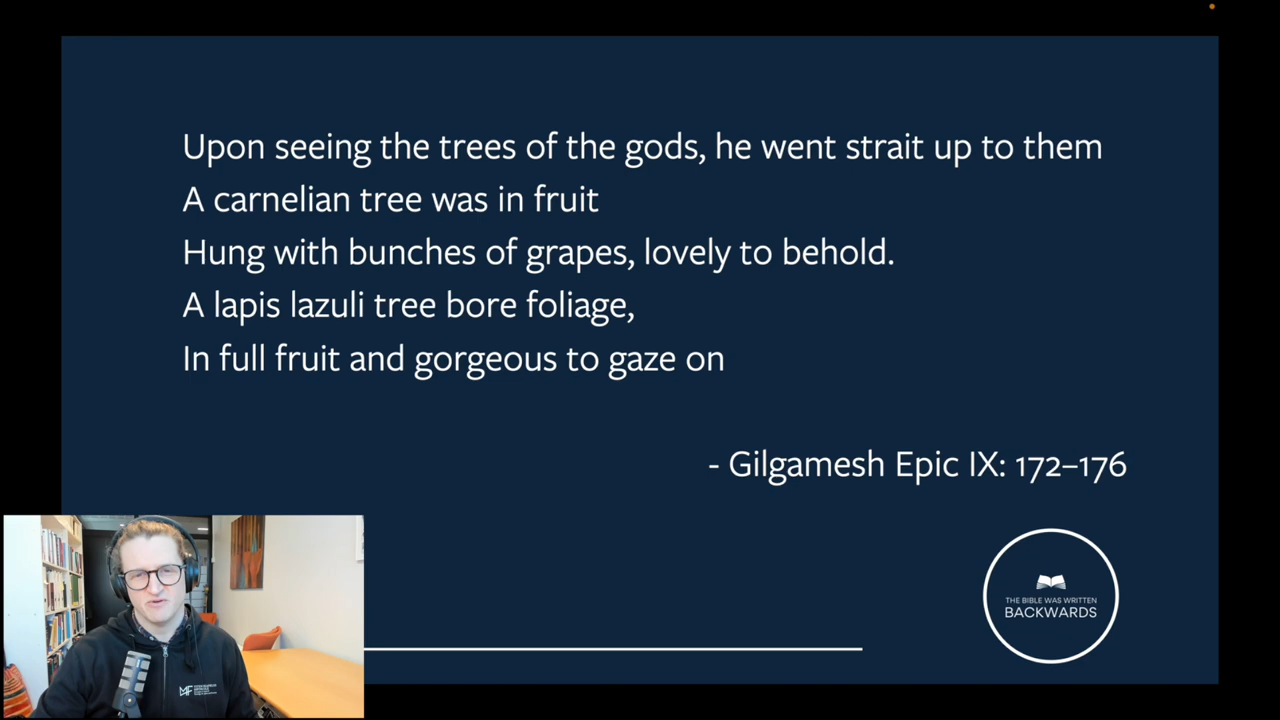 Upon seeing the trees of the gods, he went strait up to them
A carnelian tree was in fruit
Hung with bunches of grapes, lovely to behold.
A lapis lazuli tree bore foliage,
In full fruit and gorgeous to gaze on
- Gilgamesh Epic IX: 172–176
THE BIBLE WAS WRITTEN
BACKWARDS
MF